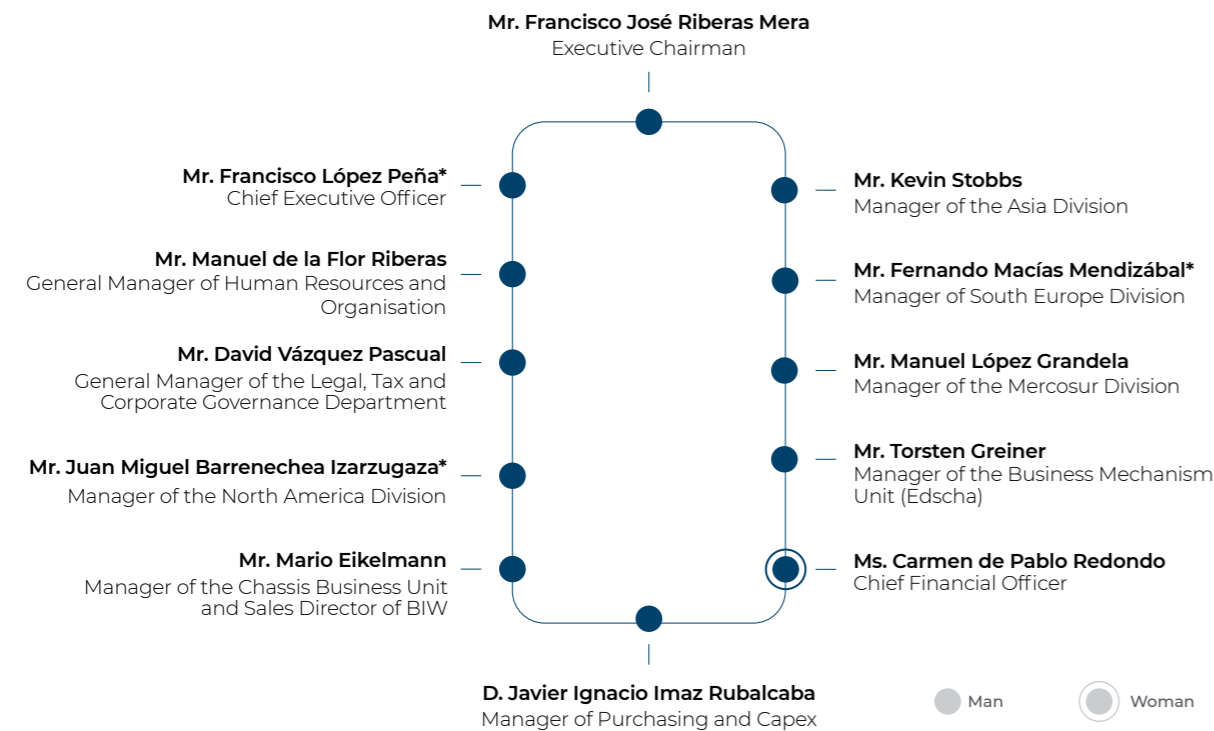 Mr. Francisco José Riberas Mera
Executive Chairman
Mr. Francisco López Peña*
Chief Executive Officer
Mr. Manuel de la Flor Riberas
General Manager of Human Resources and
Organisation
Mr. David Vázquez Pascual
General Manager of the Legal, Tax and
Corporate Governance Department
Mr. Juan Miguel Barrenechea Izarzugaza*
Manager of the North America Division
Mr. Mario Eikelmann
Manager of the Chassis Business Unit
and Sales Director of BIW
Mr. Kevin Stobbs
Manager of the Asia Division
Mr. Fernando Macías Mendizábal*
Manager of South Europe Division
Mr. Manuel López Grandela
Manager of the Mercosur Division
Mr. Torsten Greiner
Manager of the Business Mechanism
Unit (Edscha)
Ms. Carmen de Pablo Redondo
Chief Financial Officer
D. Javier Ignacio Imaz Rubalcaba
Manager of Purchasing and Capex
Man
Woman